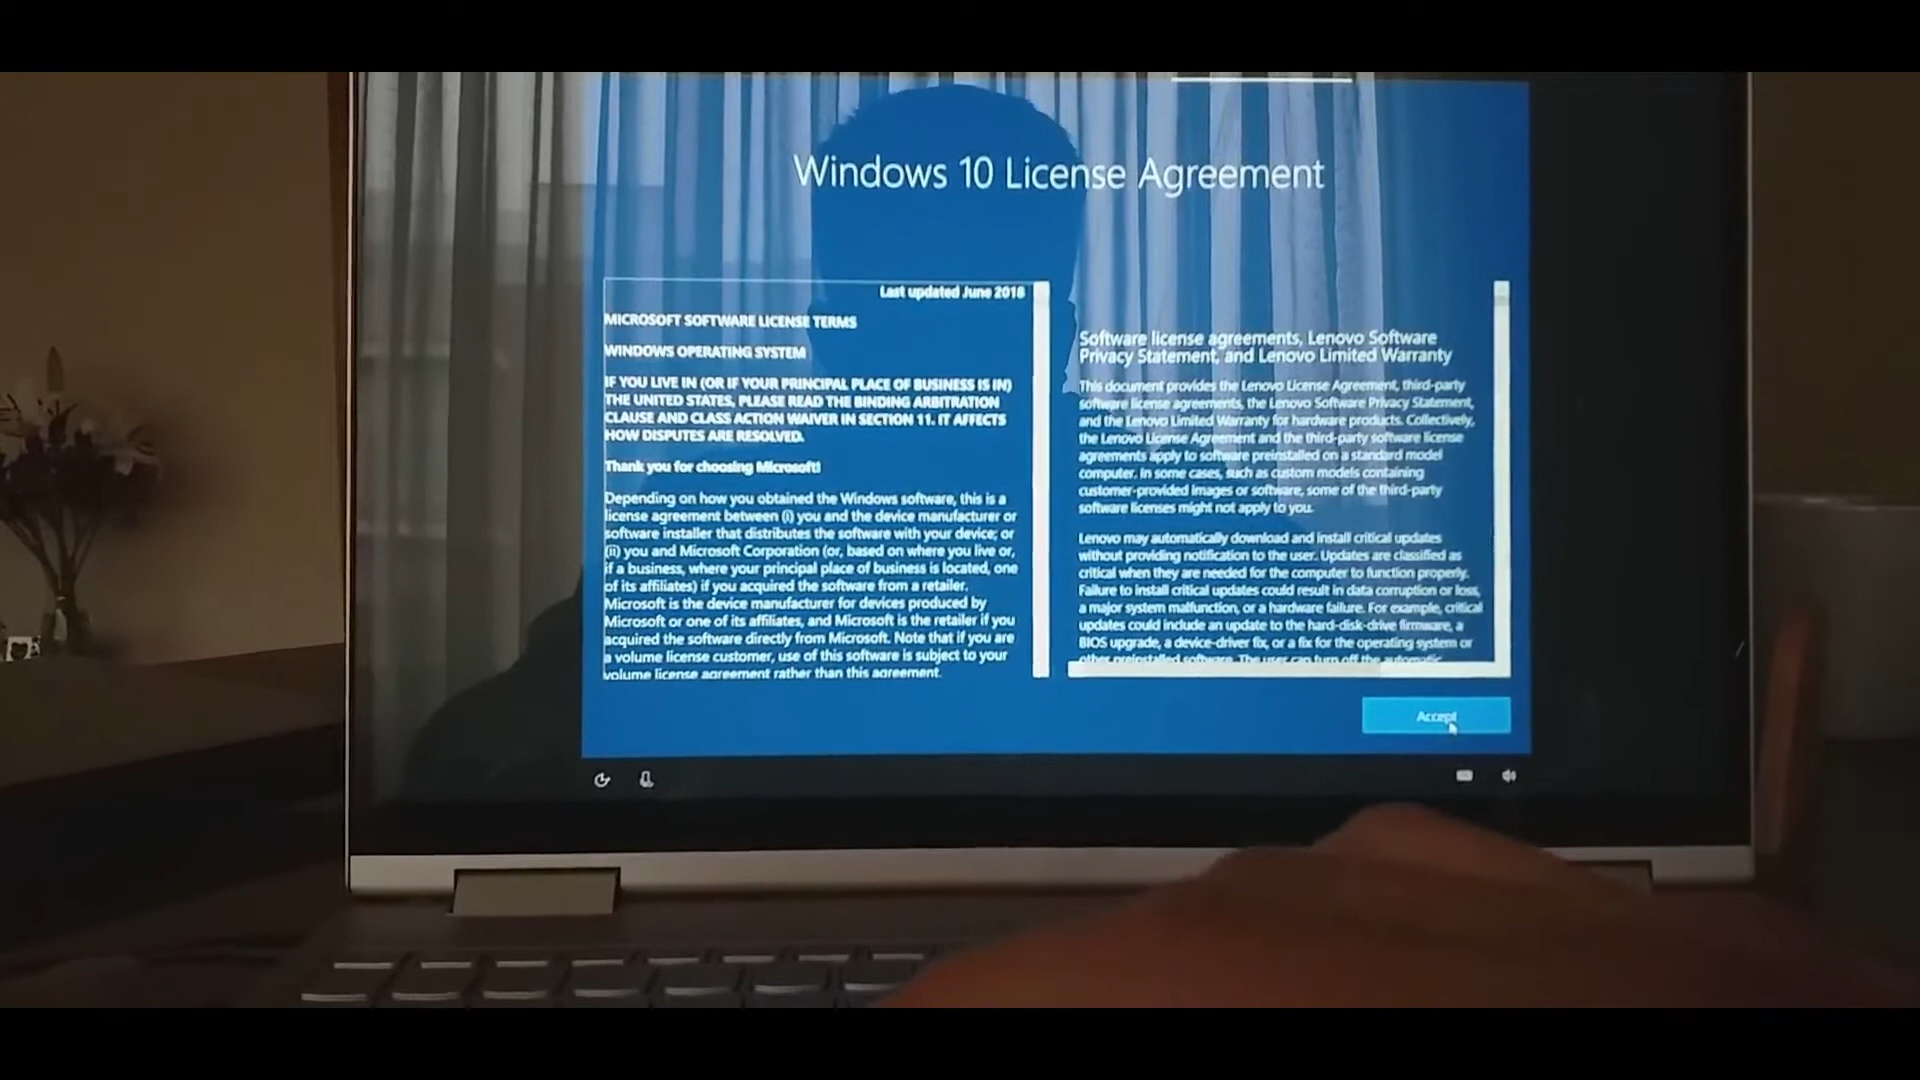 Windows 10 License Agreement
Last updated June 2018
MICROSOFT SOFTWARE LICENSE TERMS
WINDOWS OPERATING SYSTEM
IF YOU LIVE IN (OR IF YOUR PRINCIPAL PLACE OF BUSINESS IS IN)
THE UNITED STATES, PLEASE READ THE BINDING ARBITRATION
CLAUSE AND CLASS ACTION WAIVER IN SECTION 11. IT AFFECTS
HOW DISPUTES ARE RESOLVED.
Thank you for choosing Microsoft!
Depending on how you obtained the Windows software, this is a
license agreement between (i) you and the device manufacturer or
software installer that distributes the software with your device; or
(ii) you and Microsoft Corporation (or, based on where you live or,
if a business, where your principal place of business is located, one
of its affiliates) if you acquired the software from a retailer.
Microsoft is the device manufacturer for devices produced by
Microsoft or one of its affiliates, and Microsoft is the retailer if you
acquired the software directly from Microsoft. Note that if you are
a volume license customer, use of this software is subject to your
volume license agreement rather than this agreement.
Software license agreements, Lenovo Software
Privacy Statement, and Lenovo Limited Warranty
This document provides the Lenovo License Agreement, third-party
software license agreements, the Lenovo Software Privacy Statement,
and the Lenovo Limited Warranty for hardware products. Collectively,
the Lenovo License Agreement and the third-party software license
agreements apply to software preinstalled on a standard model
computer. In some cases, such as custom models containing
customer-provided images or software, some of the third-party
software licenses might not apply to you.
Lenovo may automatically download and install critical updates
without providing notification to the user. Updates are classified as
critical when they are needed for the computer to function properly.
Failure to install critical updates could result in data corruption or loss,
a major system malfunction, or a hardware failure. For example, critical
updates could include an update to the hard-disk-drive firmware, a
BIOS upgrade, a device-driver fix, or a fix for the operating system or
other preinstalled software. The user can turn off the automatic
Accept